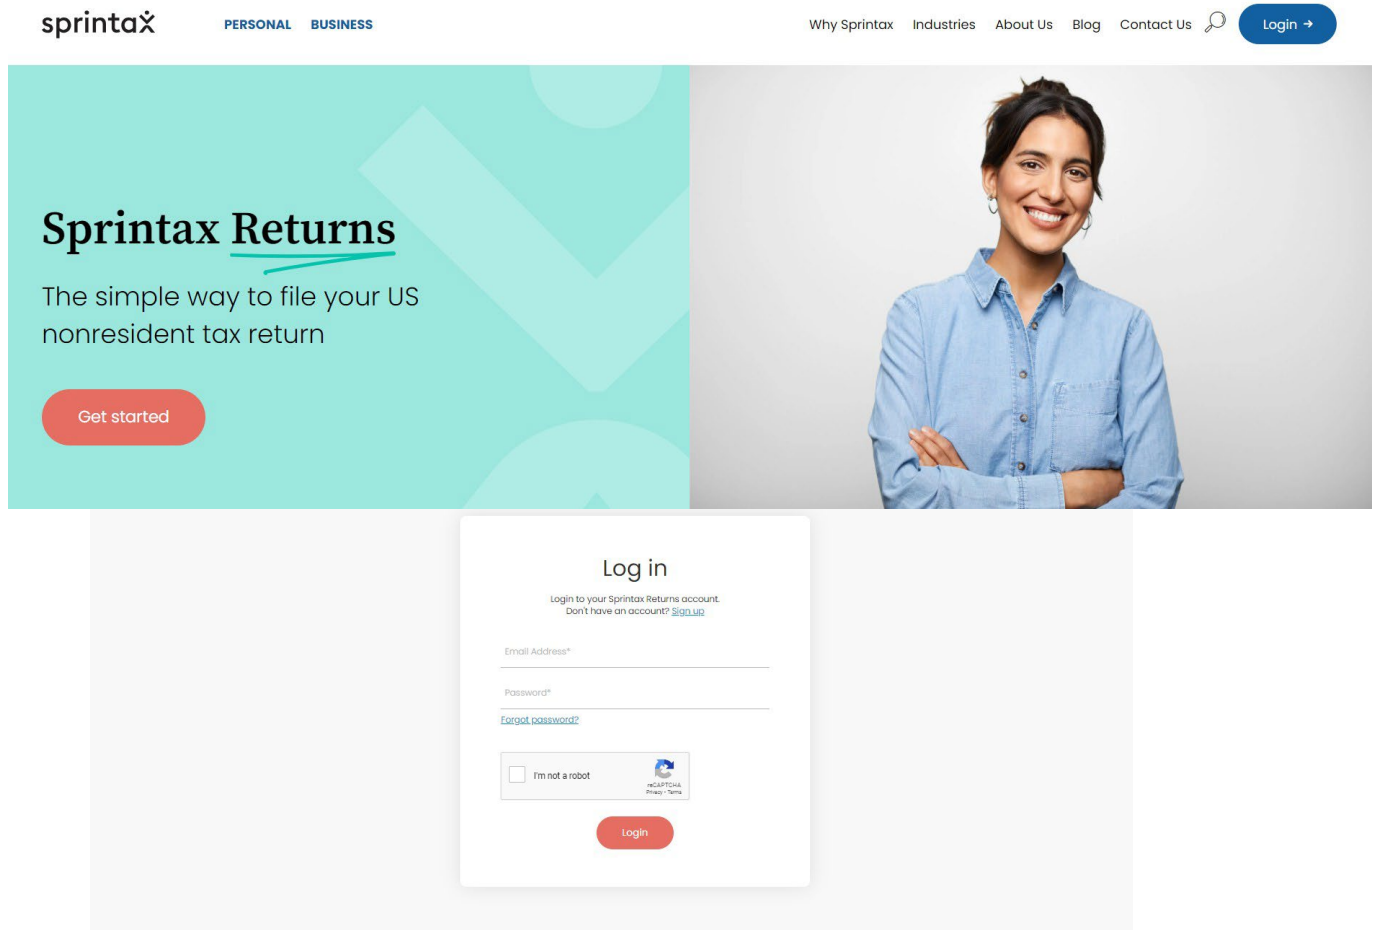 sprintax
PERSONAL BUSINESS
Why Sprintax Industries About Us Blog Contact Us Login →
Sprintax Returns
The simple way to file your US
nonresident tax return
Get started
Log in
Login to your Sprintax Returns account.
Don't have an account? Sign up
Email Address*
Password*
Forgot password?
I'm not a robot
reCAPTCHA
Privacy - Terms
Login